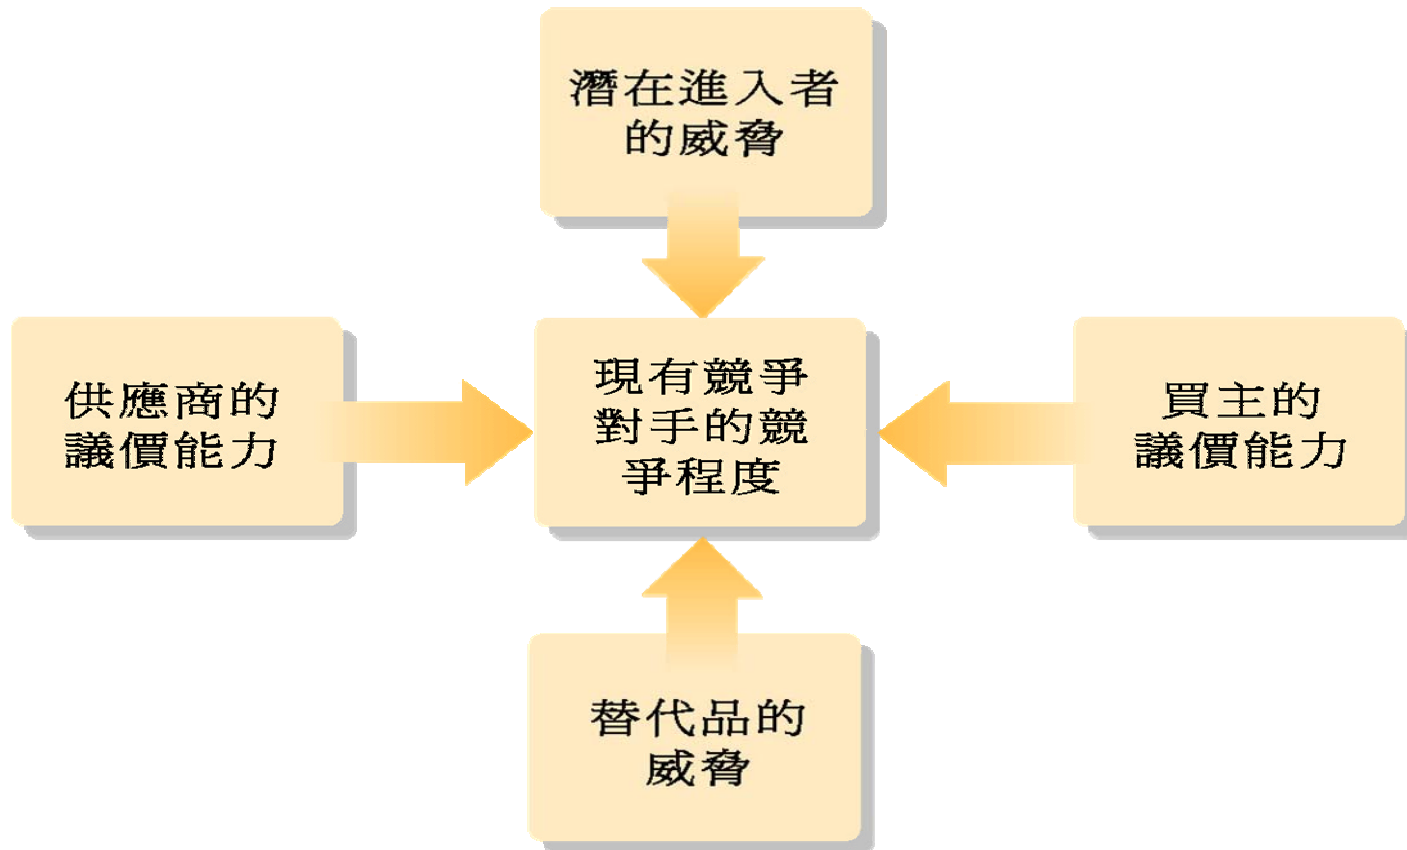 潛在進入者
的威脅
供應商的
議價能力
現有競爭
對手的競
爭程度
買主的
議價能力
替代品的
威脅